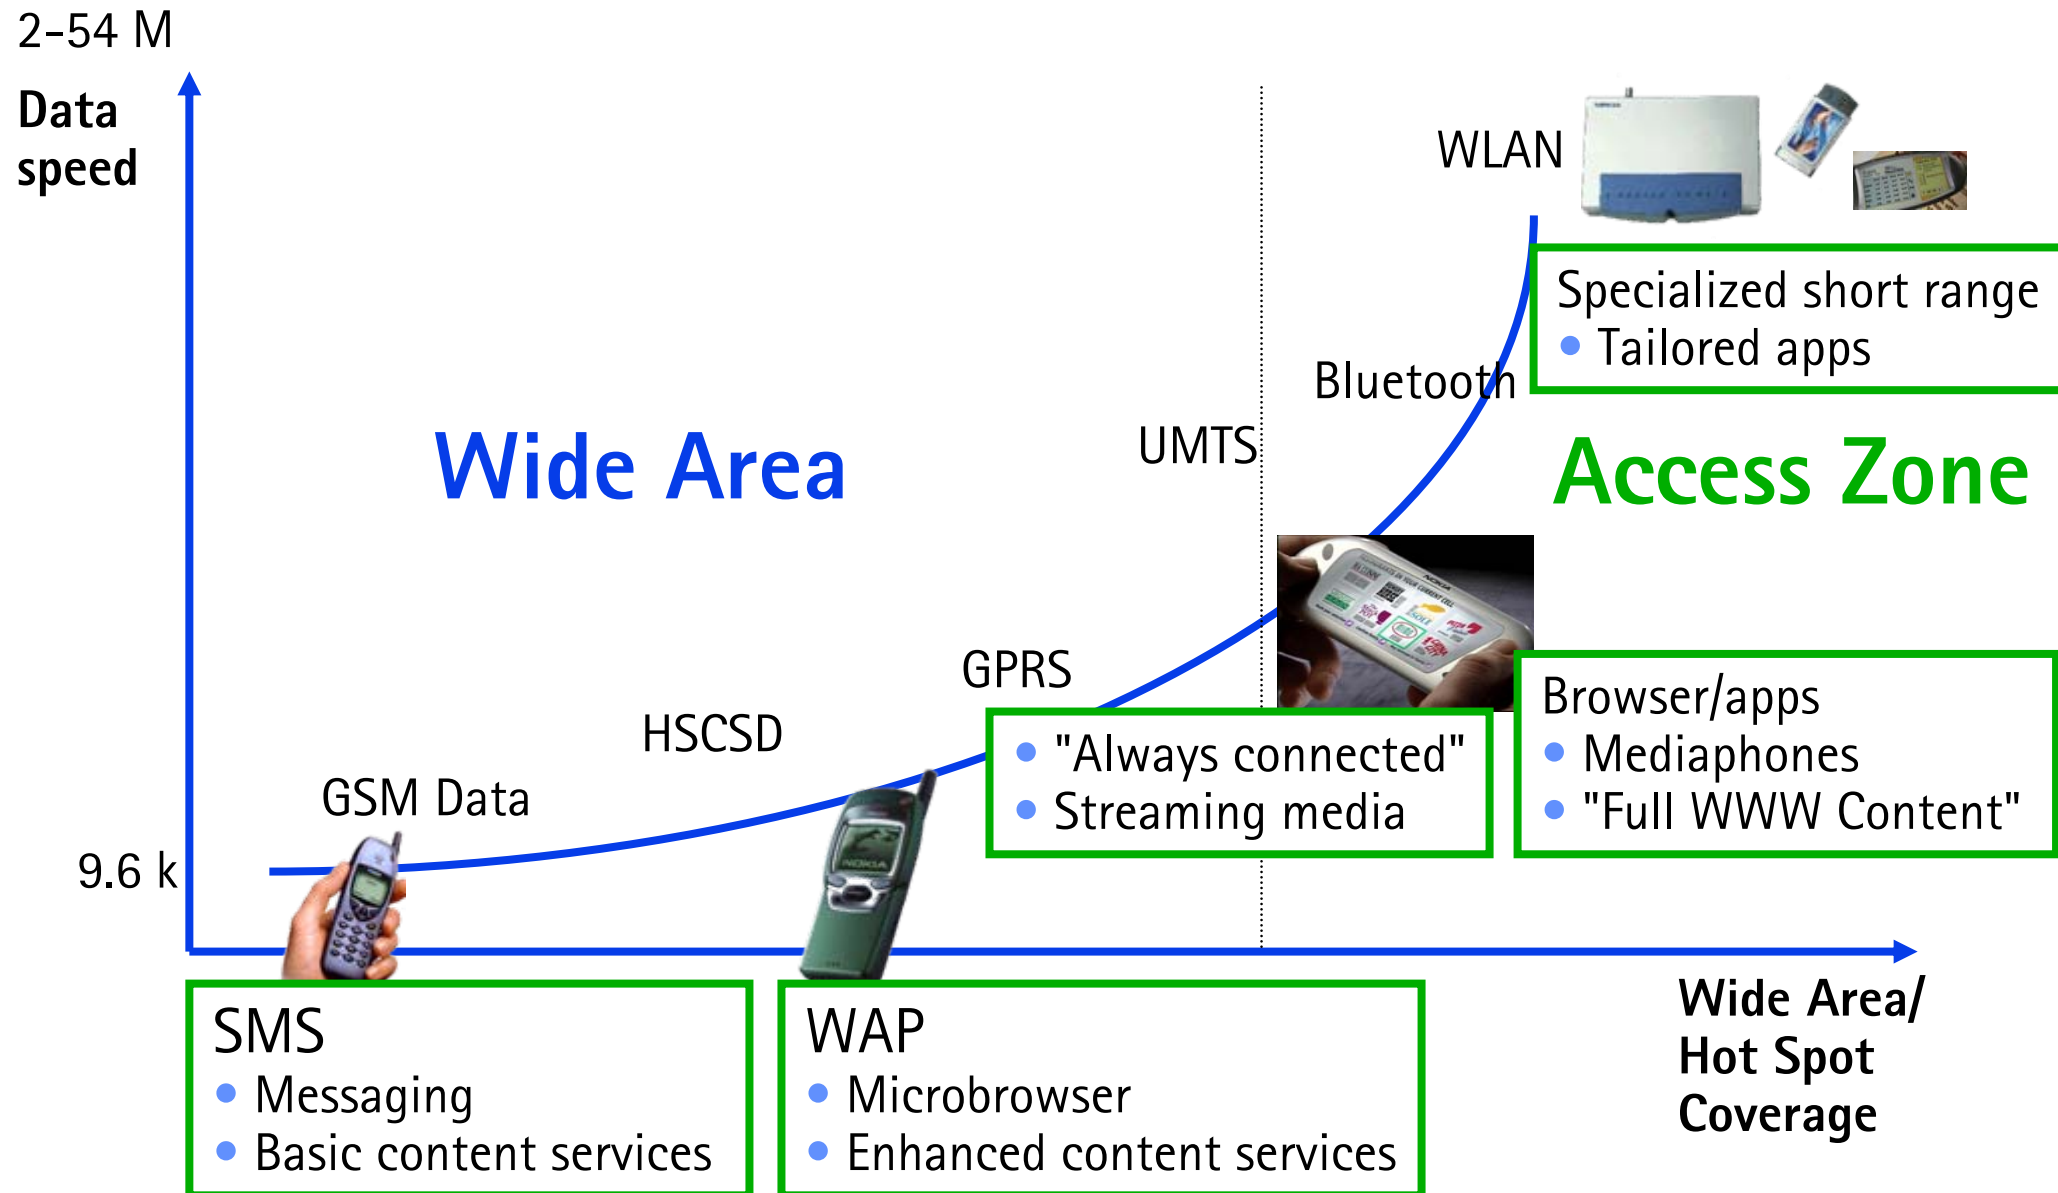 2-54 M
Data
speed
WLAN
Specialized short range
• Tailored apps
Bluetooth
UMTS
Wide Area
Access Zone
NOKIA
GPRS
Browser/apps
• Mediaphones
• "Full WWW Content"
HSCSD
• "Always connected"
• Streaming media
GSM Data
NOKIA
9.6 k
SMS
• Messaging
• Basic content services
WAP
• Microbrowser
• Enhanced content services
Wide Area/
Hot Spot
Coverage